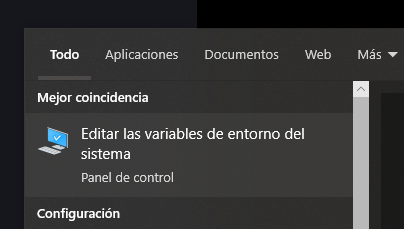 Todo Aplicaciones Documentos Web Más
Mejor coincidencia
Editar las variables de entorno del
sistema
Panel de control
Configuración